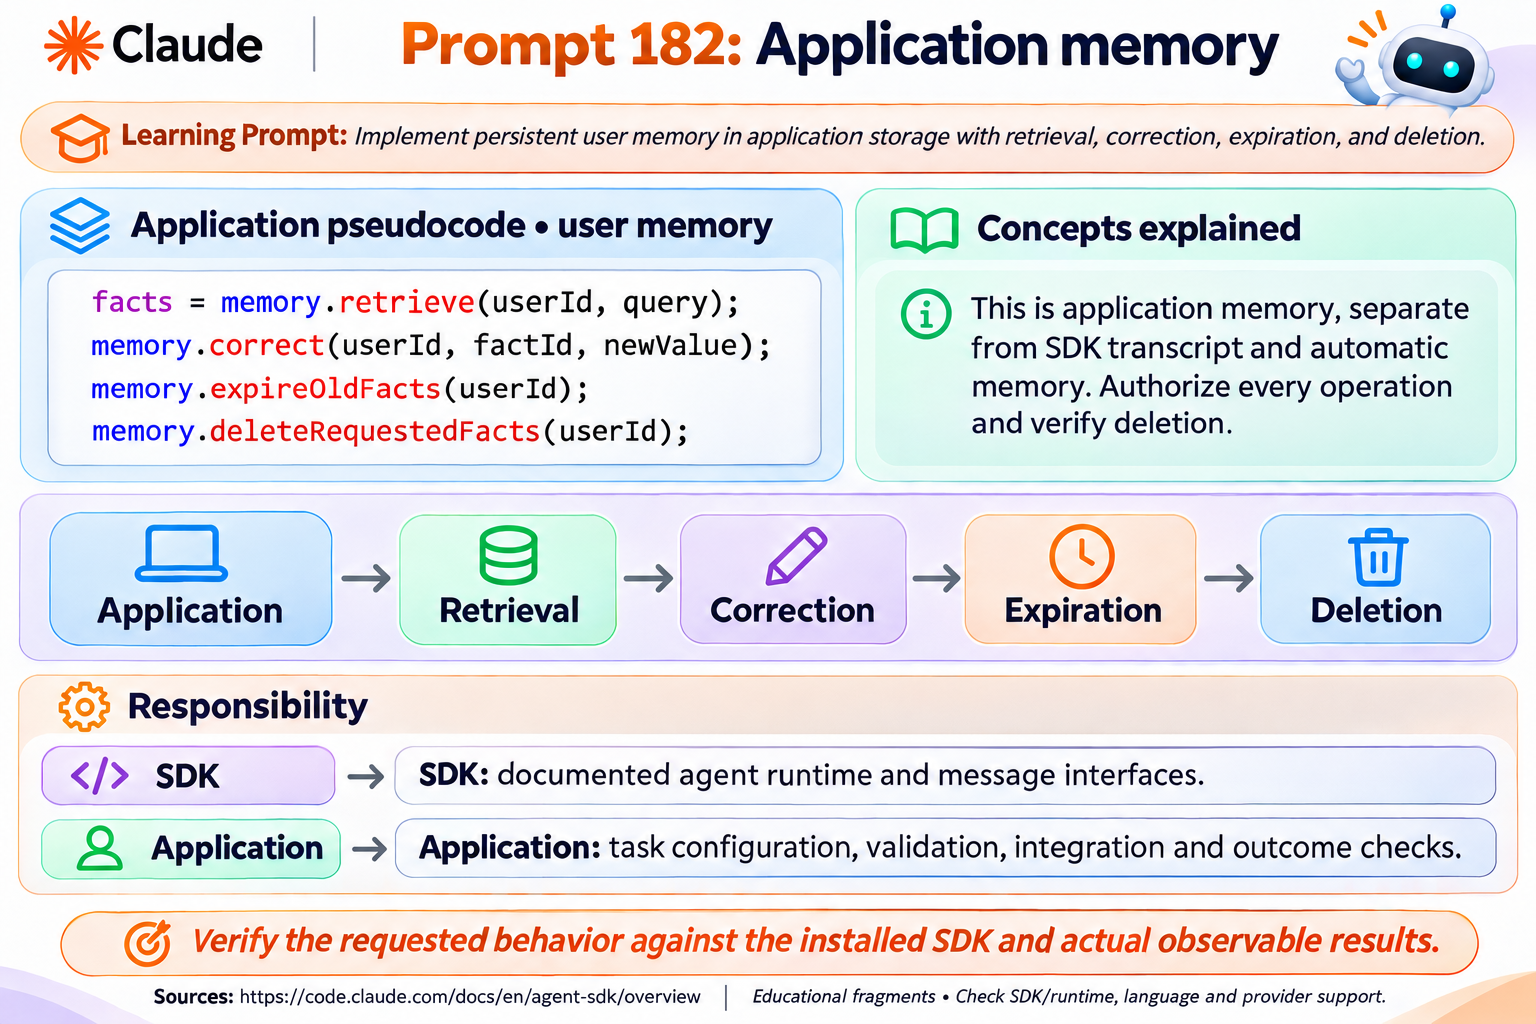 Claude
Prompt 182: Application memory
Learning Prompt: Implement persistent user memory in application storage with retrieval, correction, expiration, and deletion.
Application pseudocode • user memory
facts = memory.retrieve(userId, query);
memory.correct(userId, factId, newValue);
memory.expireOldFacts(userId);
memory.deleteRequestedFacts(userId);
Concepts explained
This is application memory, separate
from SDK transcript and automatic
memory. Authorize every operation
and verify deletion.
Application
Retrieval
Correction
Expiration
Deletion
Responsibility
</> SDK
SDK: documented agent runtime and message interfaces.
Application
Application: task configuration, validation, integration and outcome checks.
Verify the requested behavior against the installed SDK and actual observable results.
Sources: https://code.claude.com/docs/en/agent-sdk/overview
Educational fragments • Check SDK/runtime, language and provider support.